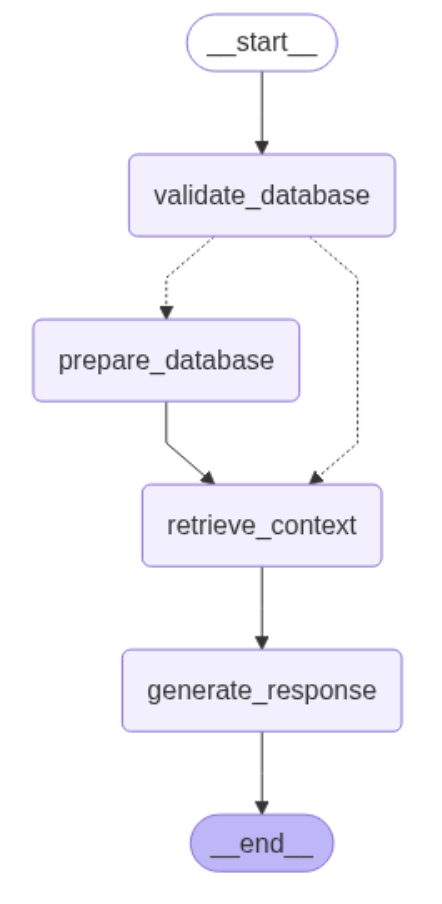 __start__
validate_database
prepare_database
retrieve_context
generate_response
__end__